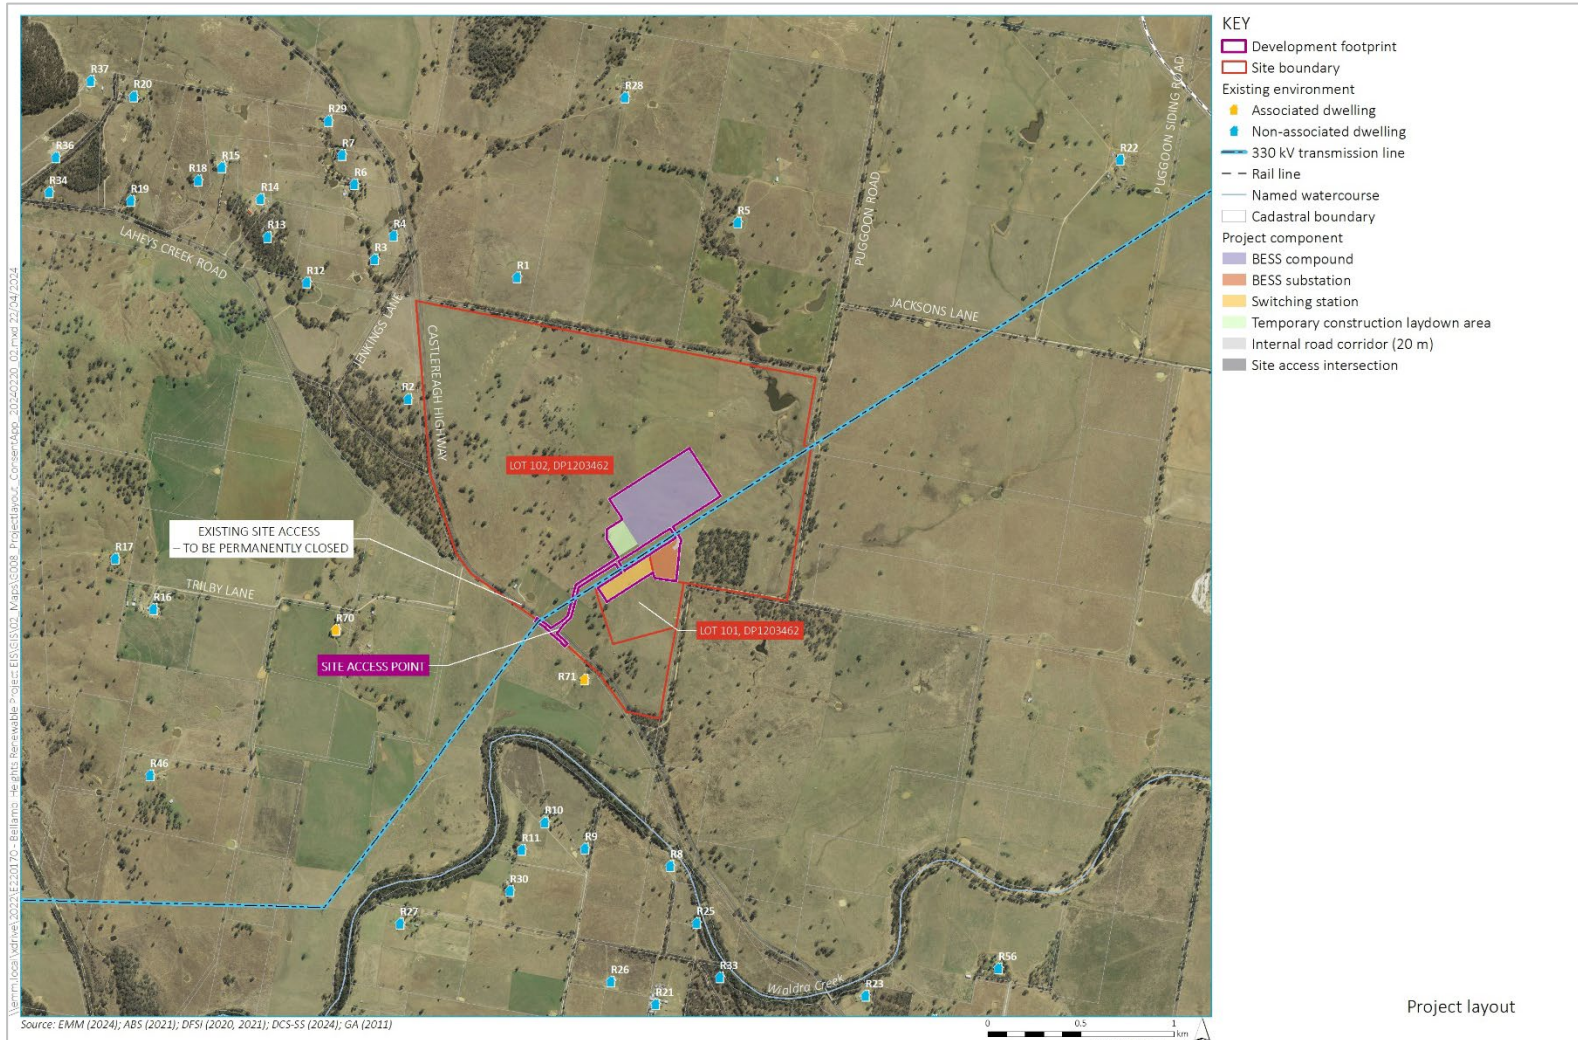 KEY
Development footprint
Site boundary
Existing environment
Associated dwelling
Non-associated dwelling
330 kV transmission line
Rail line
Named watercourse
Cadastral boundary
Project component
BESS compound
BESS substation
Switching station
Temporary construction laydown area
Internal road corridor (20 m)
Site access intersection
R37
R20
R28
R29
R7
R36
R15
R18
R6
R34
R19
R14
R22
R13
R4
R5
R3
R12
R1
PUGGOON SIDING ROAD
PUGGOON ROAD
LAHEYS CREEK ROAD
JENKINGS LANE
CASTLEREAGH HIGHWAY
JACKSONS LANE
R2
LOT 102, DP1203462
EXISTING SITE ACCESS
– TO BE PERMANENTLY CLOSED
R17
TRILBY LANE
R16
R70
LOT 101, DP1203462
SITE ACCESS POINT
R71
R46
R10
R11
R9
R8
R30
R27
R25
R26
R33
R21
R23
R56
Wialdra Creek
Source: EMM (2024); ABS (2021); DFSI (2020, 2021); DCS-SS (2024); GA (2011)
0 0.5 1
km
Project layout